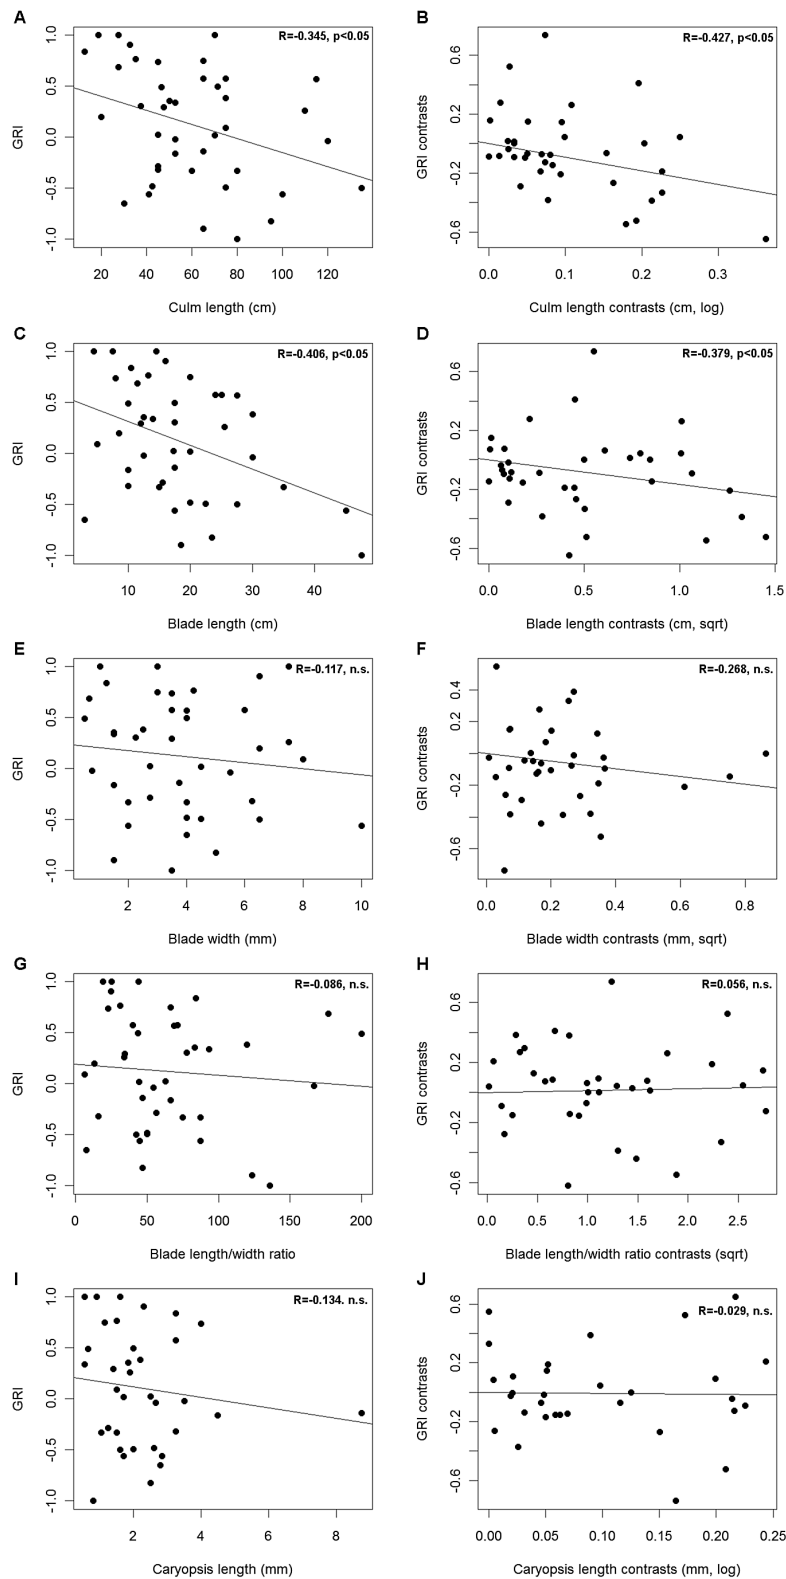 A
B
R=-0.345, p<0.05
R=-0.427, p<0.05
GRI
1.0
0.5
0.0
-0.5
-1.0
GRI contrasts
0.6
0.2
-0.2
-0.6
20 40 60 80 100 120
0.0 0.1 0.2 0.3
Culm length (cm)
Culm length contrasts (cm, log)
C
D
R=-0.406, p<0.05
R=-0.379, p<0.05
GRI
1.0
0.5
0.0
-0.5
-1.0
GRI contrasts
0.6
0.2
-0.2
-0.6
10 20 30 40
0.0 0.5 1.0 1.5
Blade length (cm)
Blade length contrasts (cm, sqrt)
E
F
R=-0.117, n.s.
R=-0.268, n.s.
GRI
1.0
0.5
0.0
-0.5
-1.0
GRI contrasts
0.4
0.2
-0.2
-0.6
2 4 6 8 10
0.0 0.2 0.4 0.6 0.8
Blade width (mm)
Blade width contrasts (mm, sqrt)
G
H
R=-0.086, n.s.
R=0.056, n.s.
GRI
1.0
0.5
0.0
-0.5
-1.0
GRI contrasts
0.6
0.2
-0.2
-0.6
0 50 100 150 200
0.0 0.5 1.0 1.5 2.0 2.5
Blade length/width ratio
Blade length/width ratio contrasts (sqrt)
I
J
R=-0.134. n.s.
R=-0.029, n.s.
GRI
1.0
0.5
0.0
-0.5
-1.0
GRI contrasts
0.6
0.2
-0.2
-0.6
2 4 6 8
0.00 0.05 0.10 0.15 0.20 0.25
Caryopsis length (mm)
Caryopsis length contrasts (mm, log)